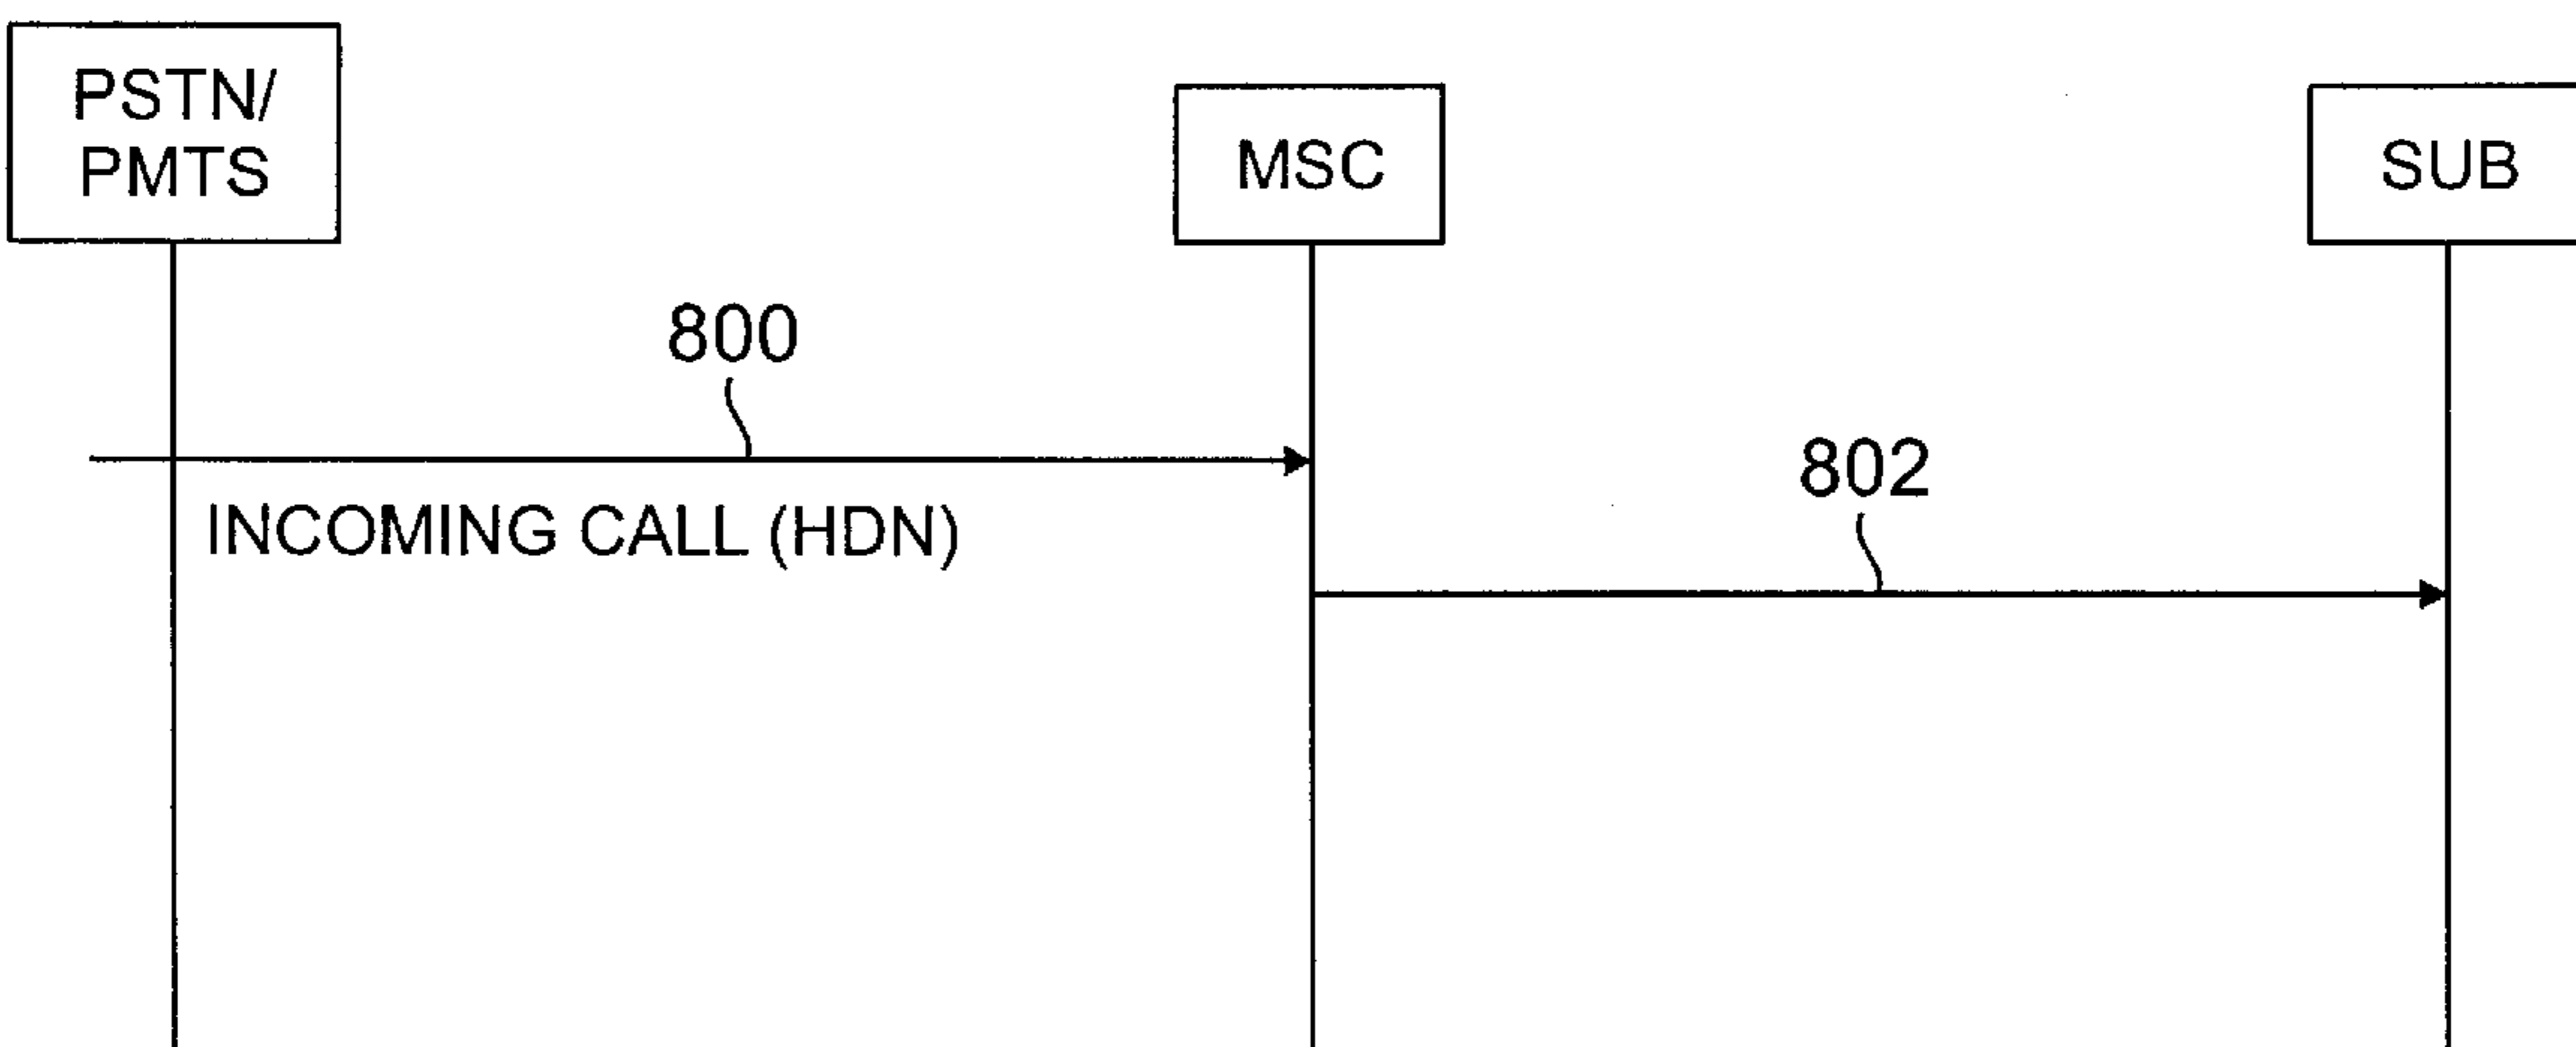 PSTN/
PMTS
MSC
SUB
800
INCOMING CALL (HDN)
802